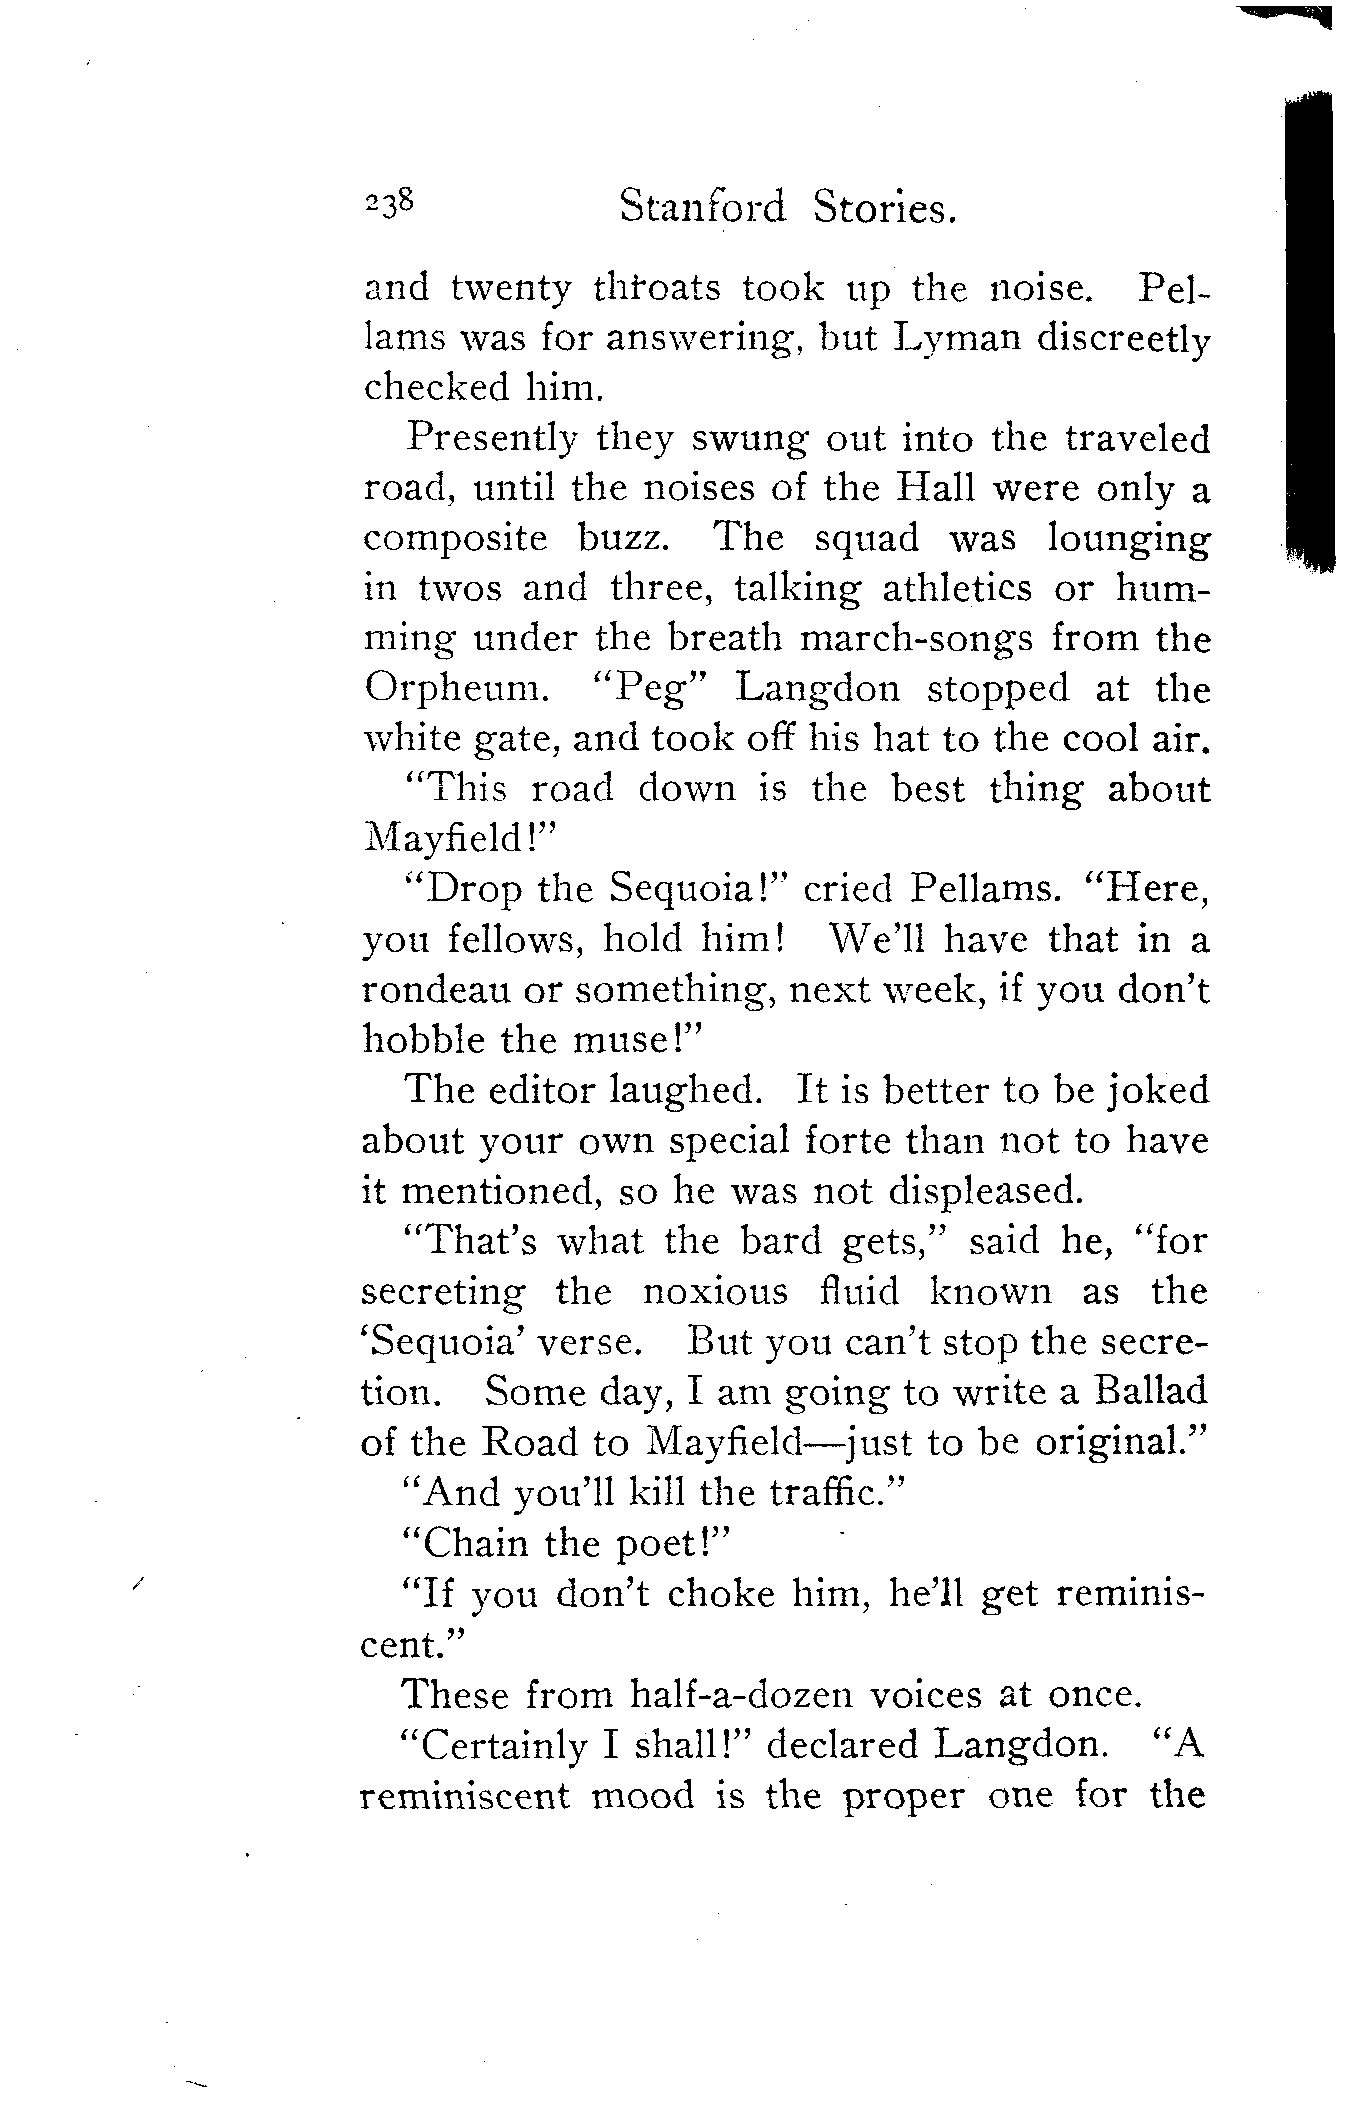 238 Stanford Stories.
and twenty throats took up the noise. Pel-
lams was for answering, but Lyman discreetly
checked him.
Presently they swung out into the traveled
road, until the noises of the Hall were only a
composite buzz. The squad was lounging
in twos and three, talking athletics or hum-
ming under the breath march-songs from the
Orpheum. "Peg" Langdon stopped at the
white gate, and took off his hat to the cool air.
"This road down is the best thing about
Mayfield!"
"Drop the Sequoia!" cried Pellams. "Here,
you fellows, hold him! We'll have that in a
rondeau or something, next week, if you don't
hobble the muse!"
The editor laughed. It is better to be joked
about your own special forte than not to have
it mentioned, so he was not displeased.
"That's what the bard gets," said he, "for
secreting the noxious fluid known as the
'Sequoia' verse. But you can't stop the secre-
tion. Some day, I am going to write a Ballad
of the Road to Mayfield—just to be original."
"And you'll kill the traffic."
"Chain the poet!"
"If you don't choke him, he'll get reminis-
cent."
These from half-a-dozen voices at once.
"Certainly I shall!" declared Langdon. "A
reminiscent mood is the proper one for the